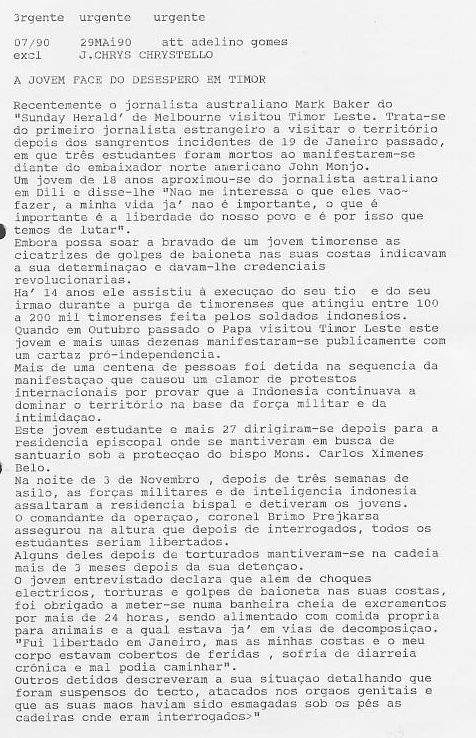 3rgente urgente urgente
07/90 29MAi90 att adelino gomes
excl J.CHRYS CHRYSTELLO
A JOVEM FACE DO DESESPERO EM TIMOR
Recentemente o jornalista australiano Mark Baker do
"Sunday Herald' de Melbourne visitou Timor Leste. Trata-se
do primeiro jornalista estrangeiro a visitar o território
depois dos sangrentos incidentes de 19 de Janeiro passado,
em que três estudantes foram mortos ao manifestarem-se
diante do embaixador norte americano John Monjo.
Um jovem de 18 anos aproximou-se do jornalista astraliano
em Dili e disse-lhe "Nao me interessa o que eles vao-
fazer, a minha vida ja' nao é importante, o que é
importante é a liberdade do nosso povo e é por isso que
temos de lutar".
Embora possa soar a bravado de um jovem timorense as
cicatrizes de golpes de baioneta nas suas costas indicavam
a sua determinaçao e davam-lhe credenciais
revolucionarias.
Ha' 14 anos ele assistiu à execuçao do seu tio e do seu
irmao durante a purga de timorenses que atingiu entre 100
a 200 mil timorenses feita pelos soldados indonesios.
Quando em Outubro passado o Papa visitou Timor Leste este
jovem e mais umas dezenas manifestaram-se publicamente com
um cartaz pró-independencia.
Mais de uma centena de pessoas foi detida na sequencia da
manifestaçao que causou um clamor de protestos
internacionais por provar que a Indonesia continuava a
dominar o território na base da força militar e da
intimidaçao.
Este jovem estudante e mais 27 dirigiram-se depois para a
residencia episcopal onde se mantiveram em busca de
santuario sob a protecçao do bispo Mons. Carlos Ximenes
Belo.
Na noite de 3 de Novembro , depois de três semanas de
asilo, as forças militares e de inteligencia indonesia
assaltaram a residencia bispal e detiveram os jovens.
O comandante da operaçao, coronel Brimo Prejkarsa
assegurou na altura que depois de interrogados, todos os
estudantes seriam libertados.
Alguns deles depois de torturados mantiveram-se na cadeia
mais de 3 meses depois da sua detençao.
O jovem entrevistado declara que alem de choques
electricos, torturas e golpes de baioneta nas suas costas,
foi obrigado a meter-se numa banheira cheia de excrementos
por mais de 24 horas, sendo alimentado com comida propria
para animais e a qual estava ja' em vias de decomposiçao.
"Fui libertado em Janeiro, mas as minhas costas e o meu
corpo estavam cobertos de feridas , sofria de diarreia
crónica e mal podia caminhar".
Outros detidos descreveram a sua situaçao detalhando que
foram suspensos do tecto, atacados nos orgaos genitais e
que as suas maos haviam sido esmagadas sob os pés as
cadeiras onde eram interrogados>"